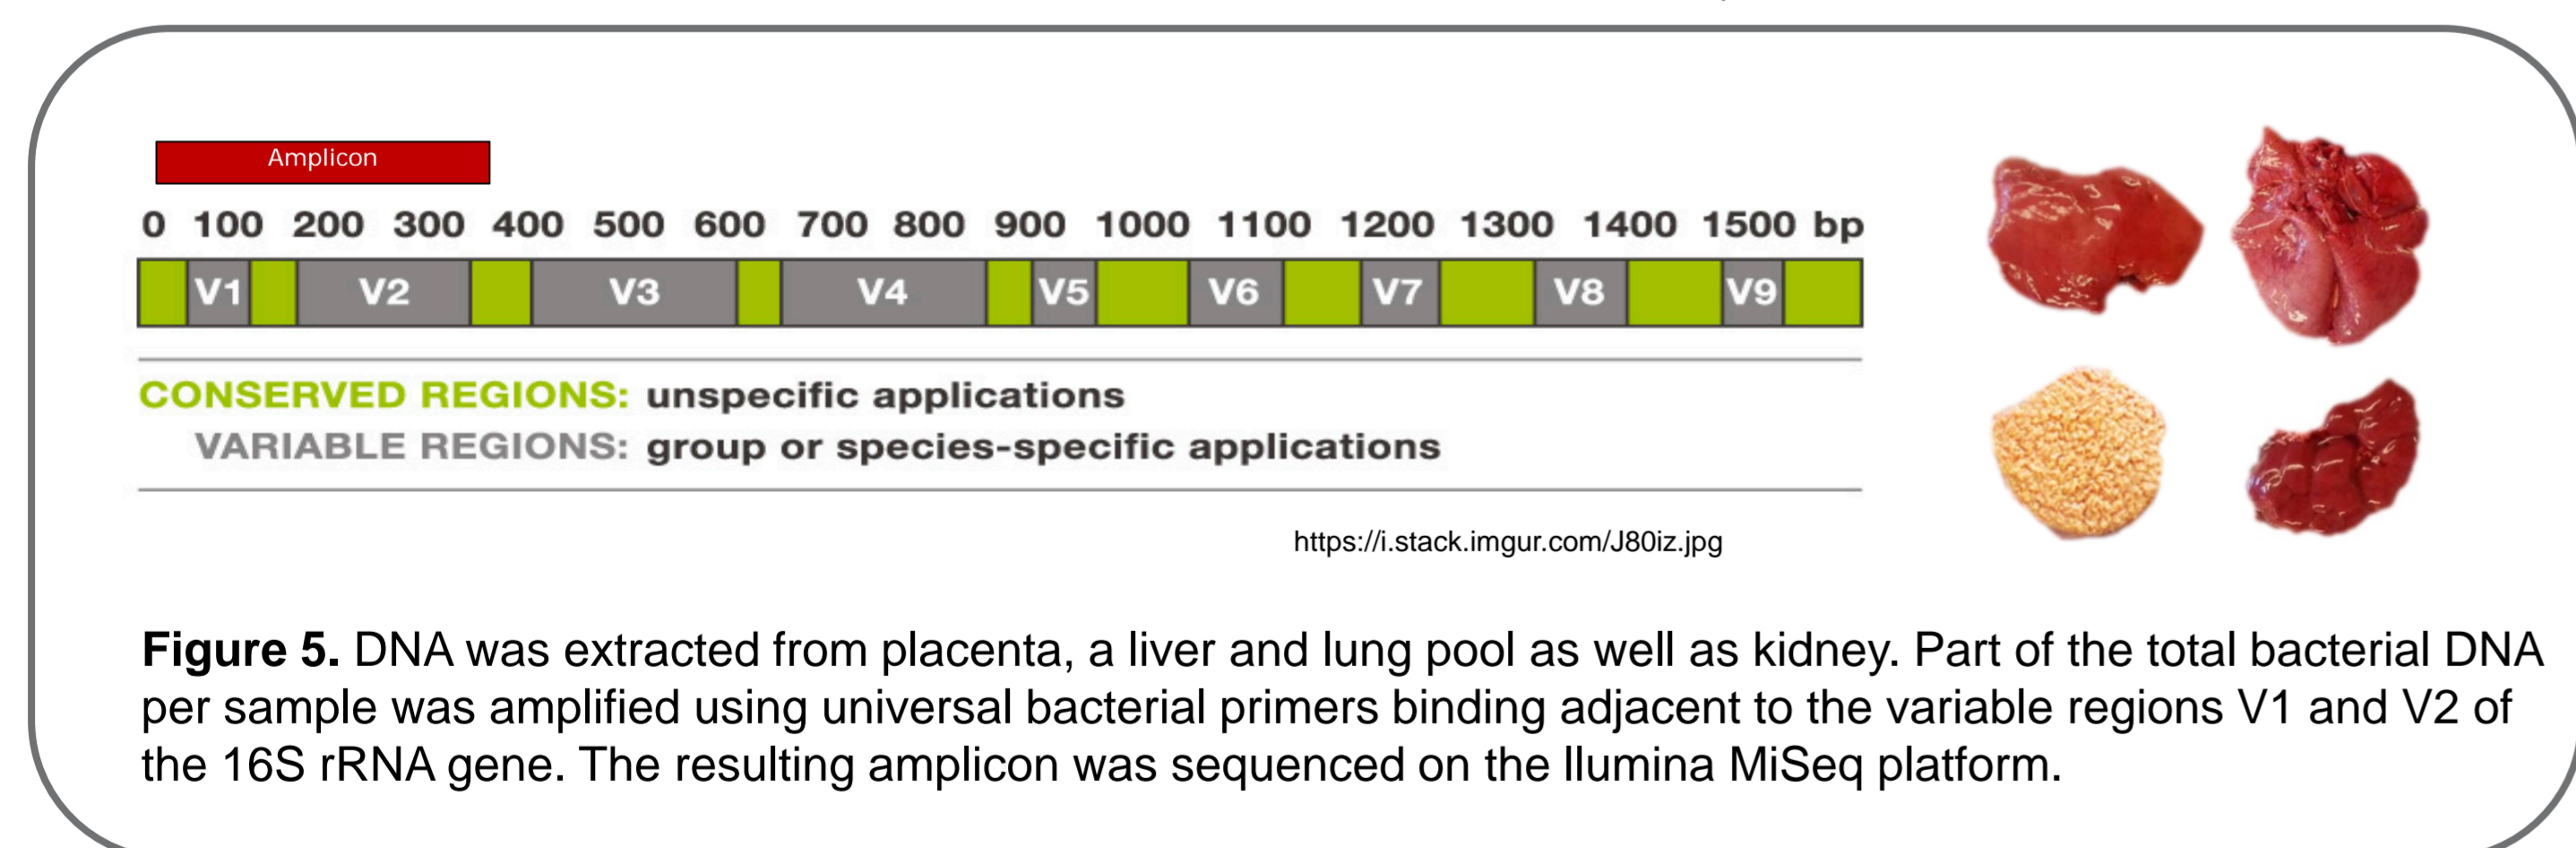 Amplicon
0 100 200 300 400 500 600 700 800 900 1000 1100 1200 1300 1400 1500 bp
V1 V2 V3 V4 V5 V6 V7 V8 V9
CONSERVED REGIONS: unspecific applications
VARIABLE REGIONS: group or species-specific applications
https://i.stack.imgur.com/J80iz.jpg
Figure 5. DNA was extracted from placenta, a liver and lung pool as well as kidney. Part of the total bacterial DNA
per sample was amplified using universal bacterial primers binding adjacent to the variable regions V1 and V2 of
the 16S rRNA gene. The resulting amplicon was sequenced on the llumina MiSeq platform.